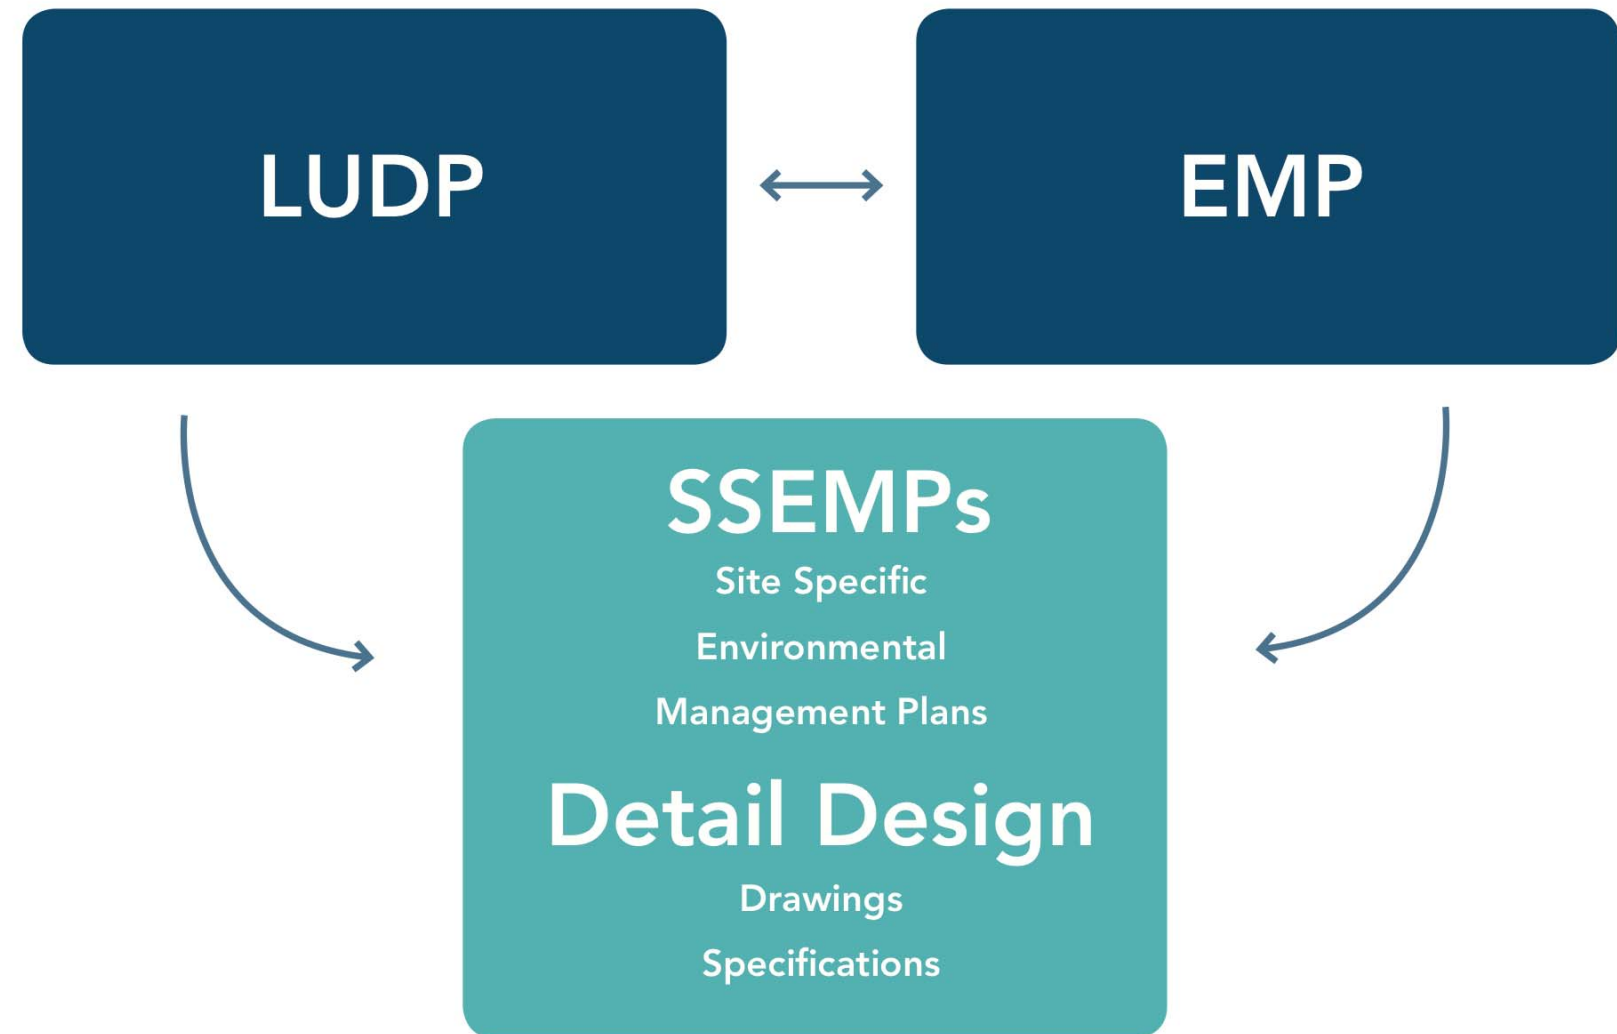 LUDP
EMP
SSEMPs
Site Specific
Environmental
Management Plans
Detail Design
Drawings
Specifications